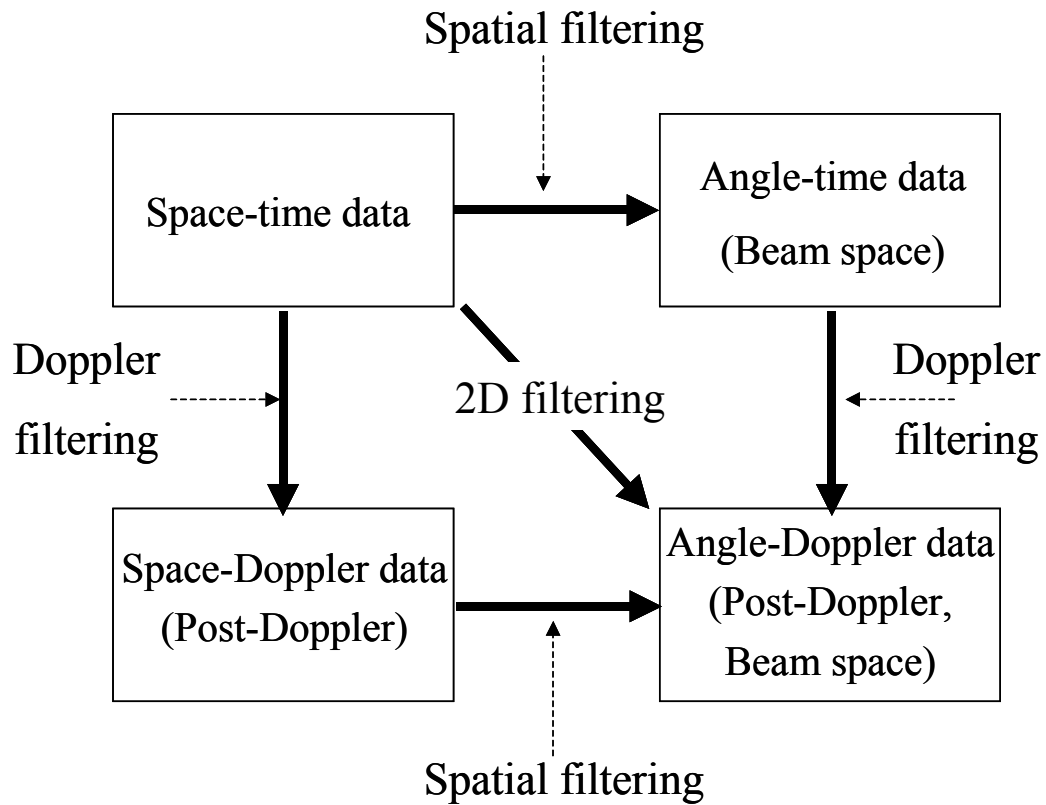 Spatial filtering
Space-time data
Angle-time data
(Beam space)
Doppler
filtering
2D filtering
Doppler
filtering
Space-Doppler data
(Post-Doppler)
Angle-Doppler data
(Post-Doppler,
Beam space)
Spatial filtering